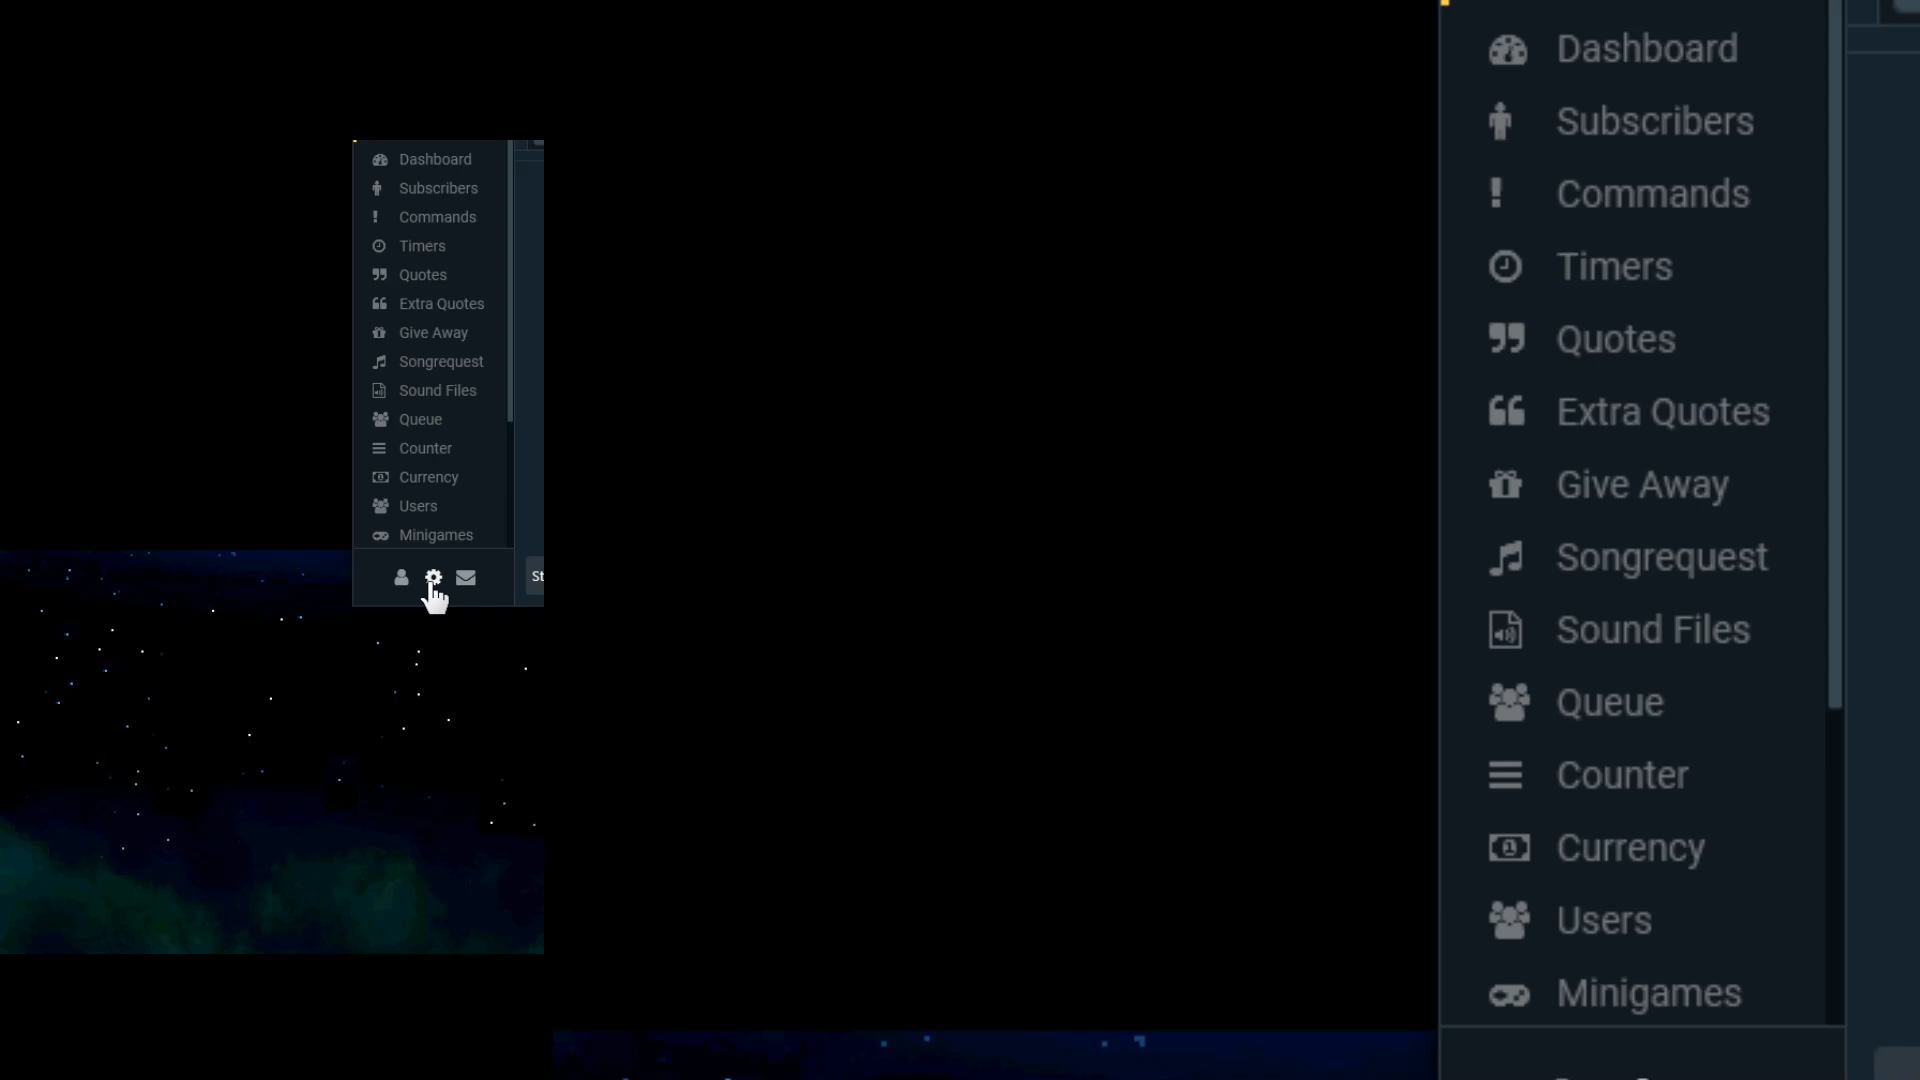 Dashboard
Subscribers
Commands
Timers
Quotes
Extra Quotes
Give Away
Songrequest
Sound Files
Queue
Counter
Currency
Users
Minigames
St
Dashboard
Subscribers
Commands
Timers
Quotes
Extra Quotes
Give Away
Songrequest
Sound Files
Queue
Counter
Currency
Users
Minigames